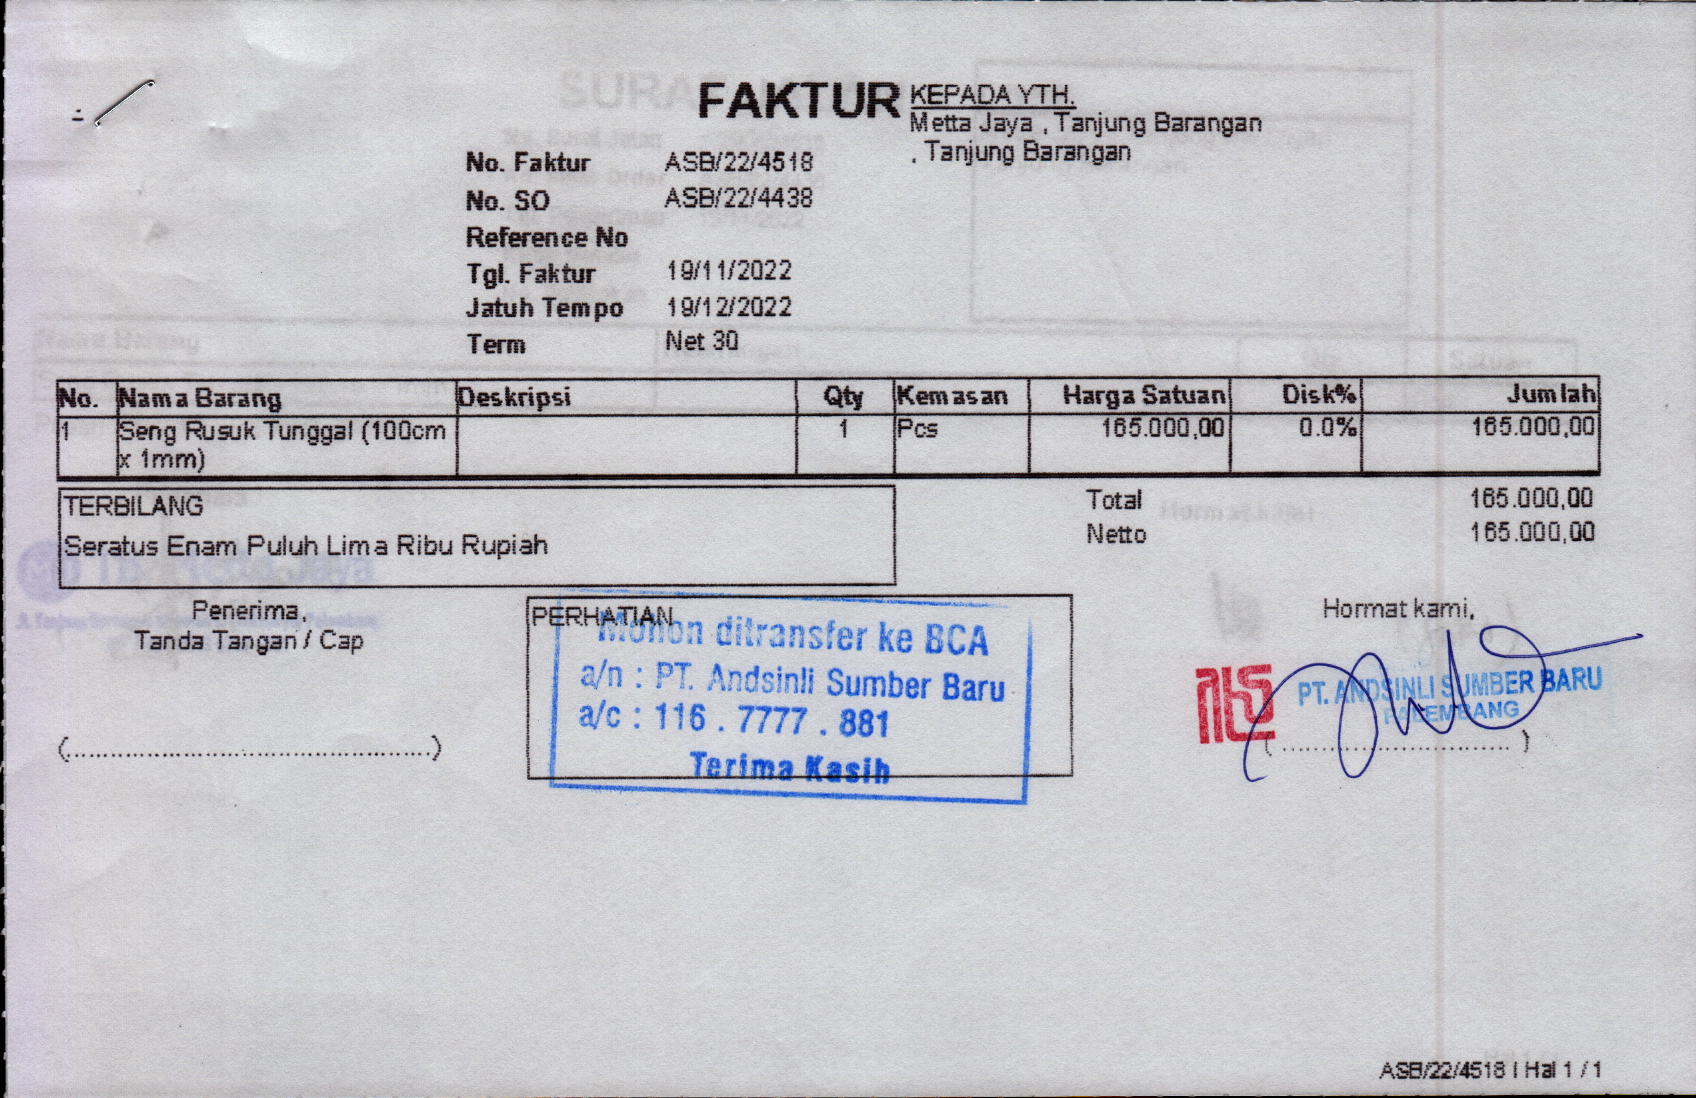 FAKTUR
KEPADA YTH.
Metta Jaya , Tanjung Barangan
, Tanjung Barangan
No. Faktur ASB/22/4518
No. SO ASB/22/4438
Reference No
Tgl. Faktur 19/11/2022
Jatuh Tempo 19/12/2022
Term Net 30
No. Nama Barang Deskripsi Qty Kemasan Harga Satuan Disk% Jumlah
1 Seng Rusuk Tunggal (100cm 1 Pcs 165.000,00 0.0% 165.000,00
x 1mm)
TERBILANG
Seratus Enam Puluh Lima Ribu Rupiah
Total 165.000,00
Netto 165.000,00
Penerima,
Tanda Tangan / Cap
(.............................................)
PERHATIAN
Mohon ditransfer ke BCA
a/n : PT. Andsinli Sumber Baru
a/c : 116 . 7777 . 881
Terima Kasih
Hormat kami,
PT. ANDSINLI SUMBER BARU
PALEMBANG
(.............................)
ASB/22/4518 | Hal 1 / 1